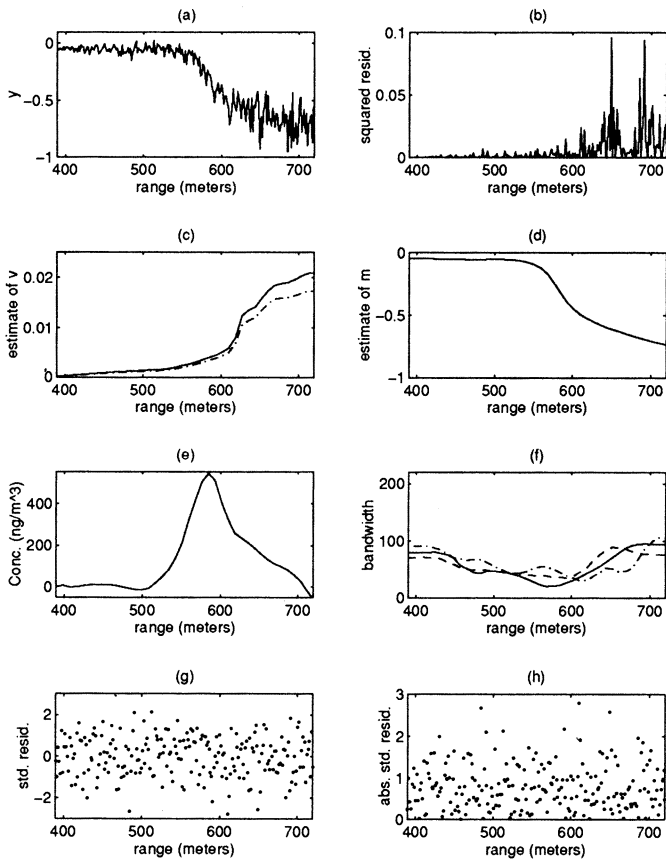 (a)
0
−0.5
−1
y
400 500 600 700
range (meters)
(b)
0.1
0.05
0
squared resid.
400 500 600 700
range (meters)
(c)
0.02
0.01
0
estimate of v
400 500 600 700
range (meters)
(d)
0
−0.5
−1
estimate of m
400 500 600 700
range (meters)
(e)
400
200
0
Conc. (ng/m^3)
400 500 600 700
range (meters)
(f)
200
100
0
bandwidth
400 500 600 700
range (meters)
(g)
2
0
−2
std. resid.
400 500 600 700
range (meters)
(h)
3
2
1
0
abs. std. resid.
400 500 600 700
range (meters)